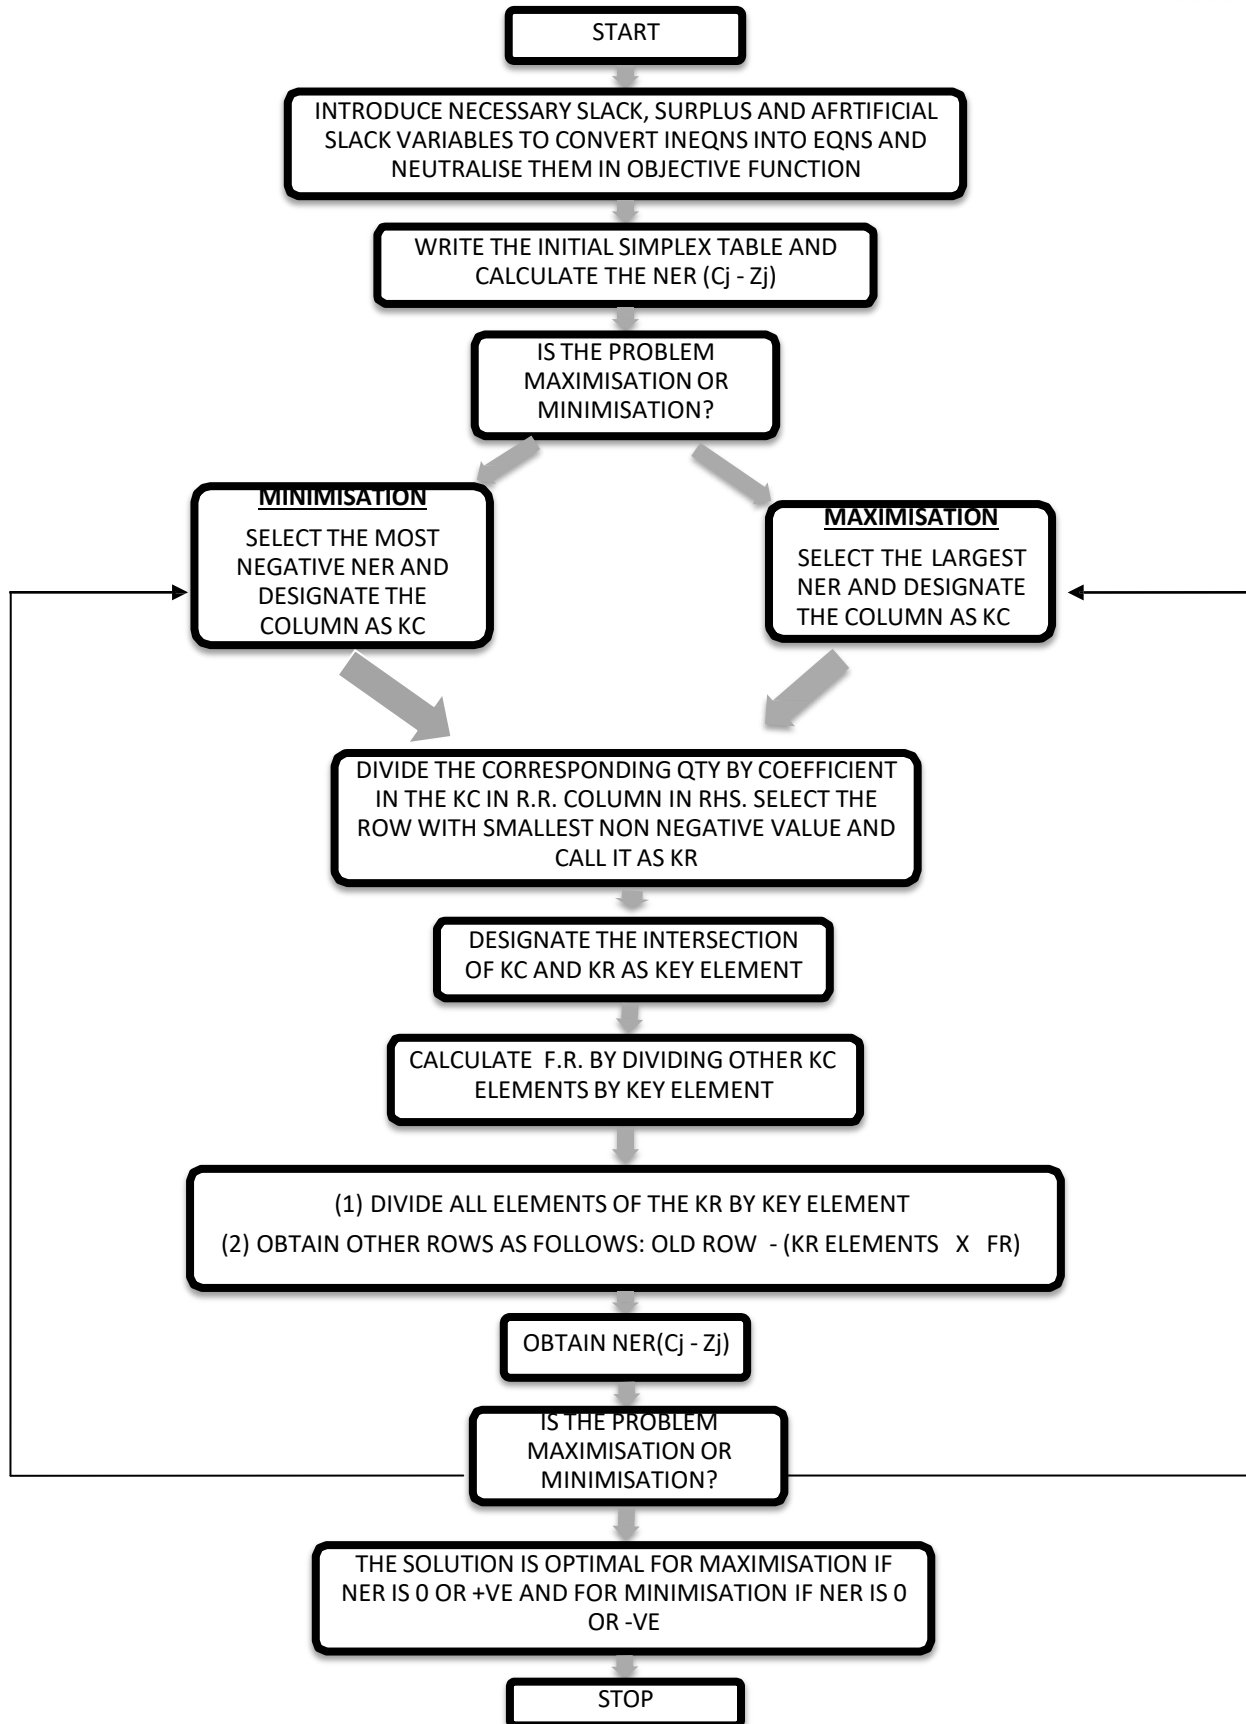 START
INTRODUCE NECESSARY SLACK, SURPLUS AND AFRTIFICIAL
SLACK VARIABLES TO CONVERT INEQNS INTO EQNS AND
NEUTRALISE THEM IN OBJECTIVE FUNCTION
WRITE THE INITIAL SIMPLEX TABLE AND
CALCULATE THE NER (Cj - Zj)
IS THE PROBLEM
MAXIMISATION OR
MINIMISATION?
MINIMISATION
SELECT THE MOST
NEGATIVE NER AND
DESIGNATE THE
COLUMN AS KC
MAXIMISATION
SELECT THE LARGEST
NER AND DESIGNATE
THE COLUMN AS KC
DIVIDE THE CORRESPONDING QTY BY COEFFICIENT
IN THE KC IN R.R. COLUMN IN RHS. SELECT THE
ROW WITH SMALLEST NON NEGATIVE VALUE AND
CALL IT AS KR
DESIGNATE THE INTERSECTION
OF KC AND KR AS KEY ELEMENT
CALCULATE F.R. BY DIVIDING OTHER KC
ELEMENTS BY KEY ELEMENT
(1) DIVIDE ALL ELEMENTS OF THE KR BY KEY ELEMENT
(2) OBTAIN OTHER ROWS AS FOLLOWS: OLD ROW - (KR ELEMENTS X FR)
OBTAIN NER(Cj - Zj)
IS THE PROBLEM
MAXIMISATION OR
MINIMISATION?
THE SOLUTION IS OPTIMAL FOR MAXIMISATION IF
NER IS 0 OR +VE AND FOR MINIMISATION IF NER IS 0
OR -VE
STOP